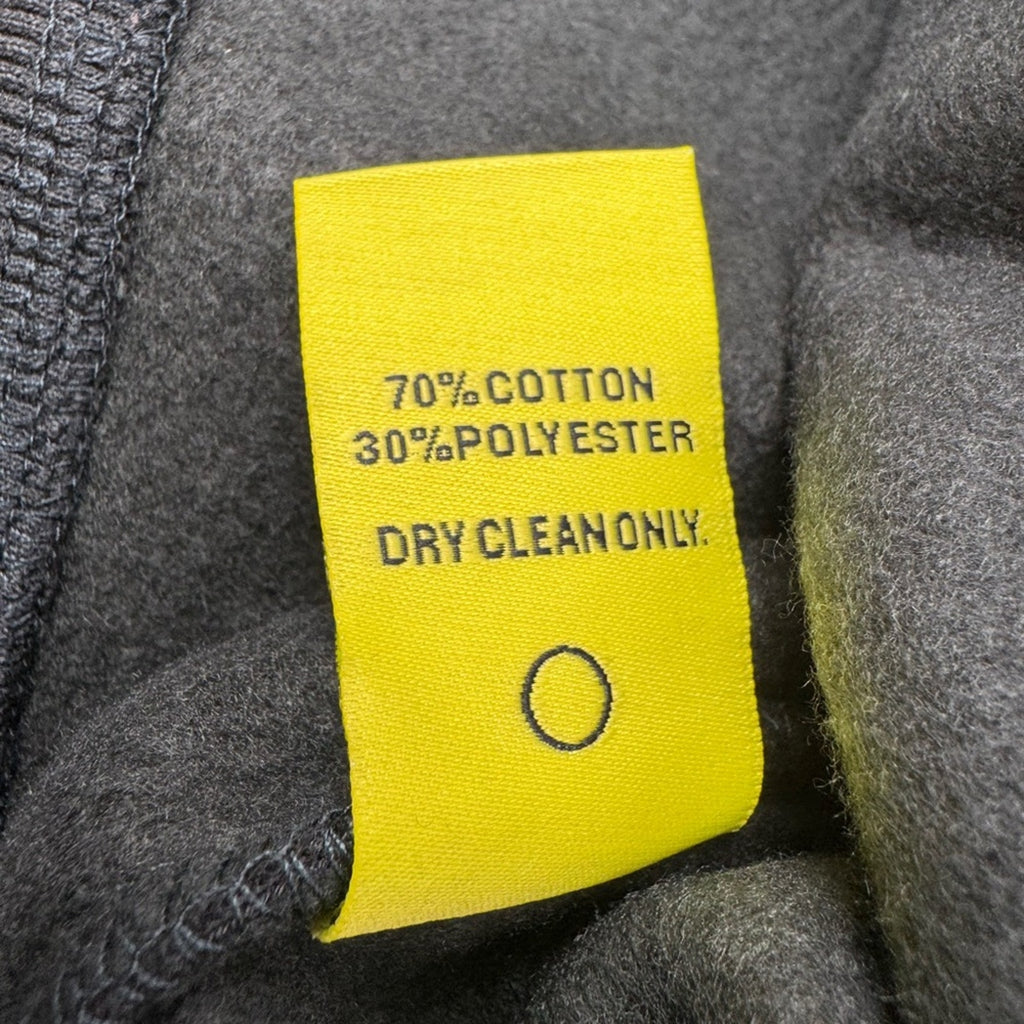 70% COTTON
30% POLYESTER
DRY CLEAN ONLY.